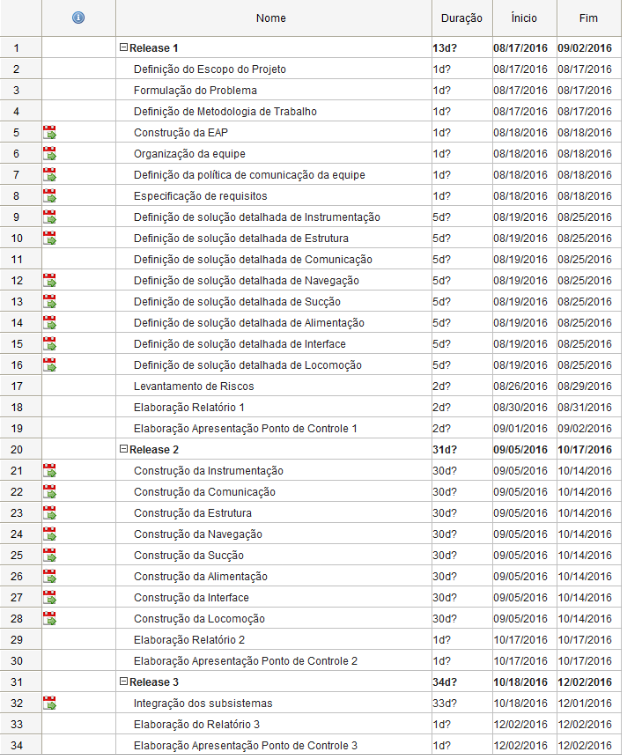 Nome Duração Ínicio Fim
1 Release 1 13d? 08/17/2016 09/02/2016
2 Definição do Escopo do Projeto 1d? 08/17/2016 08/17/2016
3 Formulação do Problema 1d? 08/17/2016 08/17/2016
4 Definição de Metodologia de Trabalho 1d? 08/17/2016 08/17/2016
5 Construção da EAP 1d? 08/18/2016 08/18/2016
6 Organização da equipe 1d? 08/18/2016 08/18/2016
7 Definição da política de comunicação da equipe 1d? 08/18/2016 08/18/2016
8 Especificação de requisitos 1d? 08/18/2016 08/18/2016
9 Definição de solução detalhada de Instrumentação 5d? 08/19/2016 08/25/2016
10 Definição de solução detalhada de Estrutura 5d? 08/19/2016 08/25/2016
11 Definição de solução detalhada de Comunicação 5d? 08/19/2016 08/25/2016
12 Definição de solução detalhada de Navegação 5d? 08/19/2016 08/25/2016
13 Definição de solução detalhada de Sucção 5d? 08/19/2016 08/25/2016
14 Definição de solução detalhada de Alimentação 5d? 08/19/2016 08/25/2016
15 Definição de solução detalhada de Interface 5d? 08/19/2016 08/25/2016
16 Definição de solução detalhada de Locomoção 5d? 08/19/2016 08/25/2016
17 Levantamento de Riscos 2d? 08/26/2016 08/29/2016
18 Elaboração Relatório 1 2d? 08/30/2016 08/31/2016
19 Elaboração Apresentação Ponto de Controle 1 2d? 09/01/2016 09/02/2016
20 Release 2 31d? 09/05/2016 10/17/2016
21 Construção da Instrumentação 30d? 09/05/2016 10/14/2016
22 Construção da Comunicação 30d? 09/05/2016 10/14/2016
23 Construção da Estrutura 30d? 09/05/2016 10/14/2016
24 Construção da Navegação 30d? 09/05/2016 10/14/2016
25 Construção da Sucção 30d? 09/05/2016 10/14/2016
26 Construção da Alimentação 30d? 09/05/2016 10/14/2016
27 Construção da Interface 30d? 09/05/2016 10/14/2016
28 Construção da Locomoção 30d? 09/05/2016 10/14/2016
29 Elaboração Relatório 2 1d? 10/17/2016 10/17/2016
30 Elaboração Apresentação Ponto de Controle 2 1d? 10/17/2016 10/17/2016
31 Release 3 34d? 10/18/2016 12/02/2016
32 Integração dos subsistemas 33d? 10/18/2016 12/01/2016
33 Elaboração do Relatório 3 1d? 12/02/2016 12/02/2016
34 Elaboração Apresentação Ponto de Controle 3 1d? 12/02/2016 12/02/2016